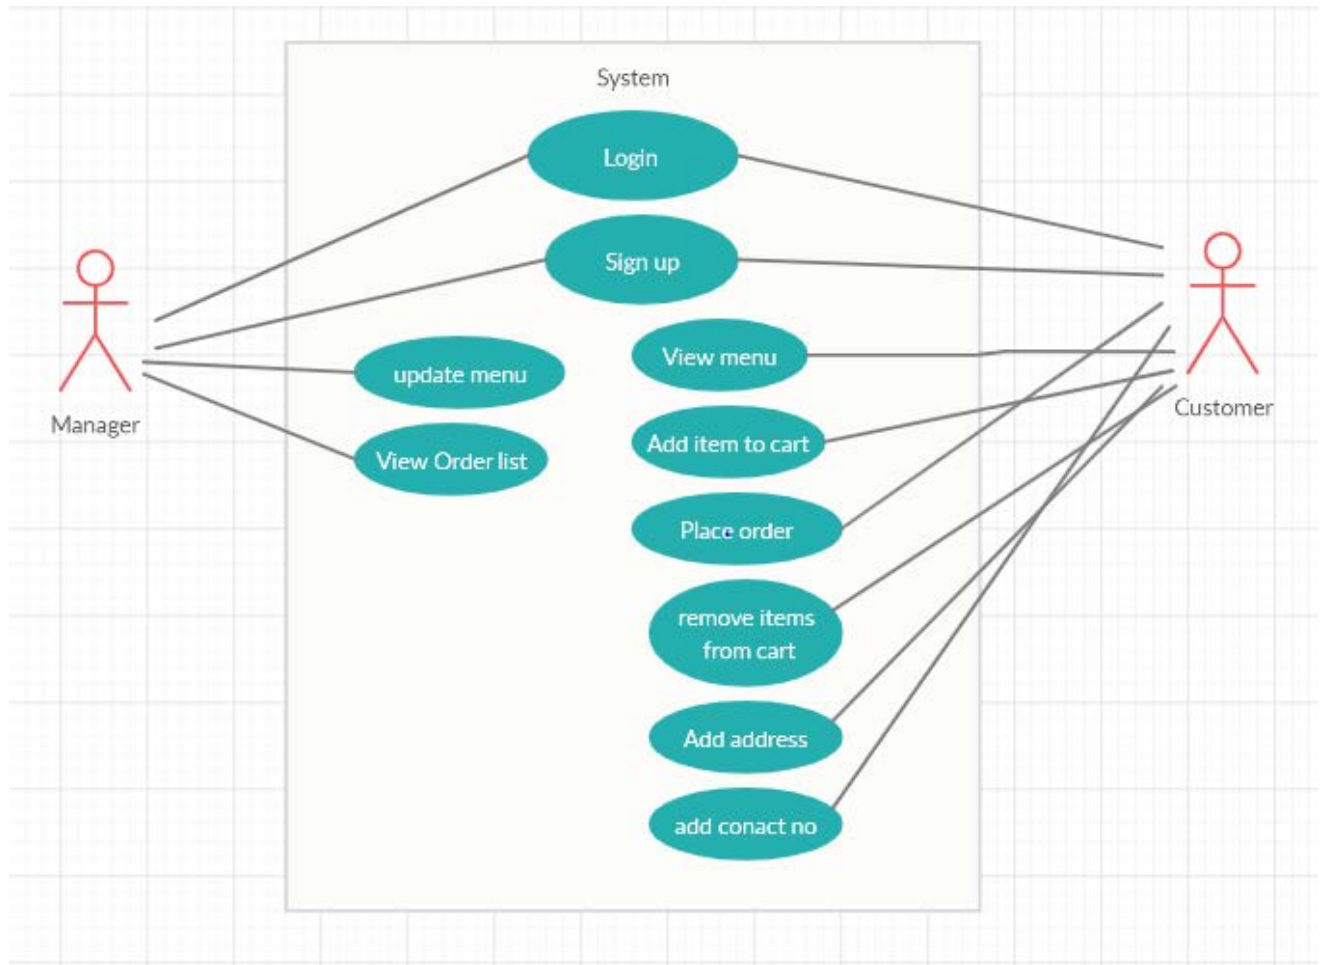 System
Login
Sign up
Manager
update menu
View Order list
View menu
Add item to cart
Place order
remove items
from cart
Add address
add conact no
Customer